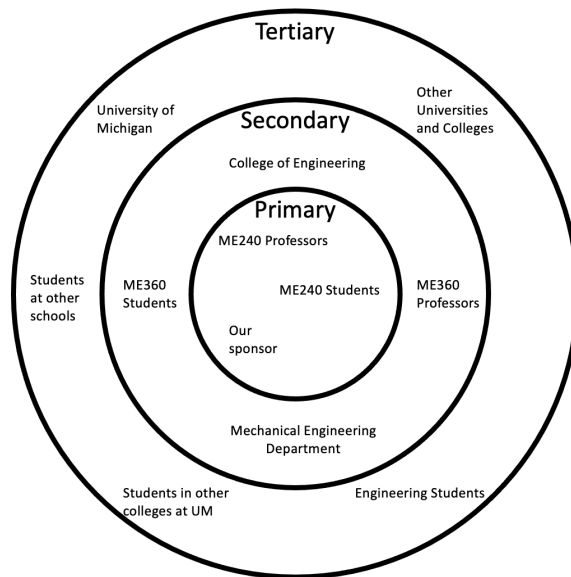 Tertiary
University of
Michigan
Other
Universities
and Colleges
Secondary
College of Engineering
Primary
ME240 Professors
Students
at other
schools
ME360
Students
ME240 Students
ME360
Professors
Our
sponsor
Mechanical Engineering
Department
Students in other
colleges at UM
Engineering Students